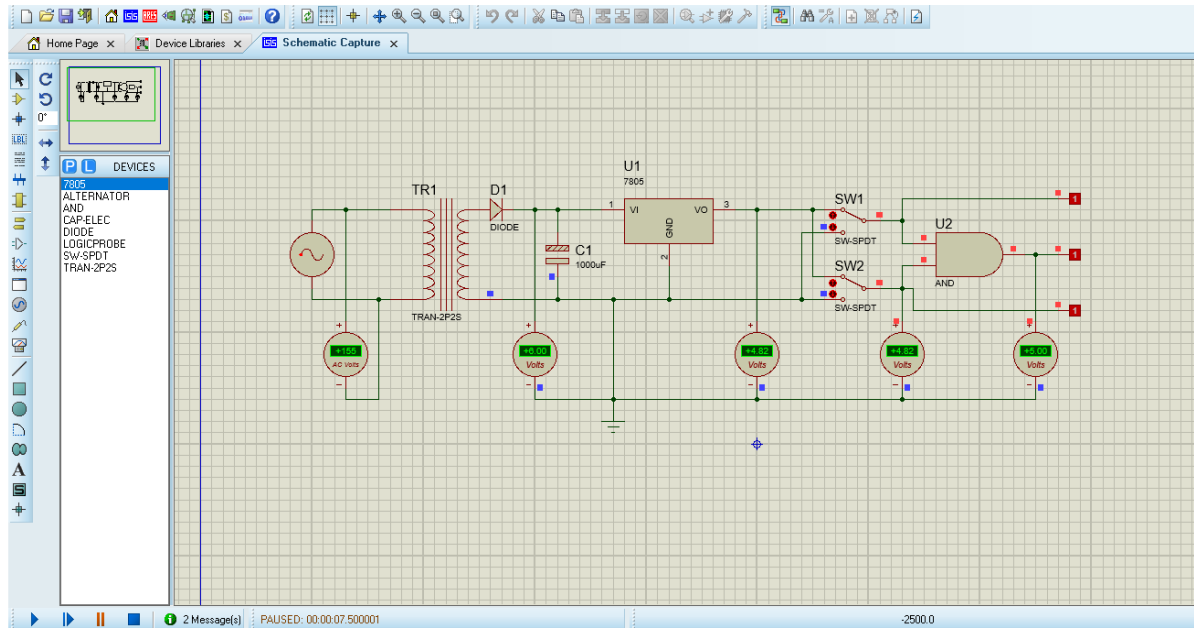 Home Page
Device Libraries
Schematic Capture
0°
LBL
P L DEVICES
7805
ALTERNATOR
AND
CAP-ELEC
DIODE
LOGICPROBE
SW-SPDT
TRAN-2P2S
A
S
TR1
TRAN-2P2S
D1
DIODE
C1
1000uF
U1
7805
1 VI VO 3
GND
2
SW1
SW-SPDT
SW2
SW-SPDT
U2
AND
1
1
1
+155
AC Volts
+6.00
Volts
+4.82
Volts
+4.82
Volts
+5.00
Volts
2 Message(s) PAUSED: 00:00:07.500001 -2500.0